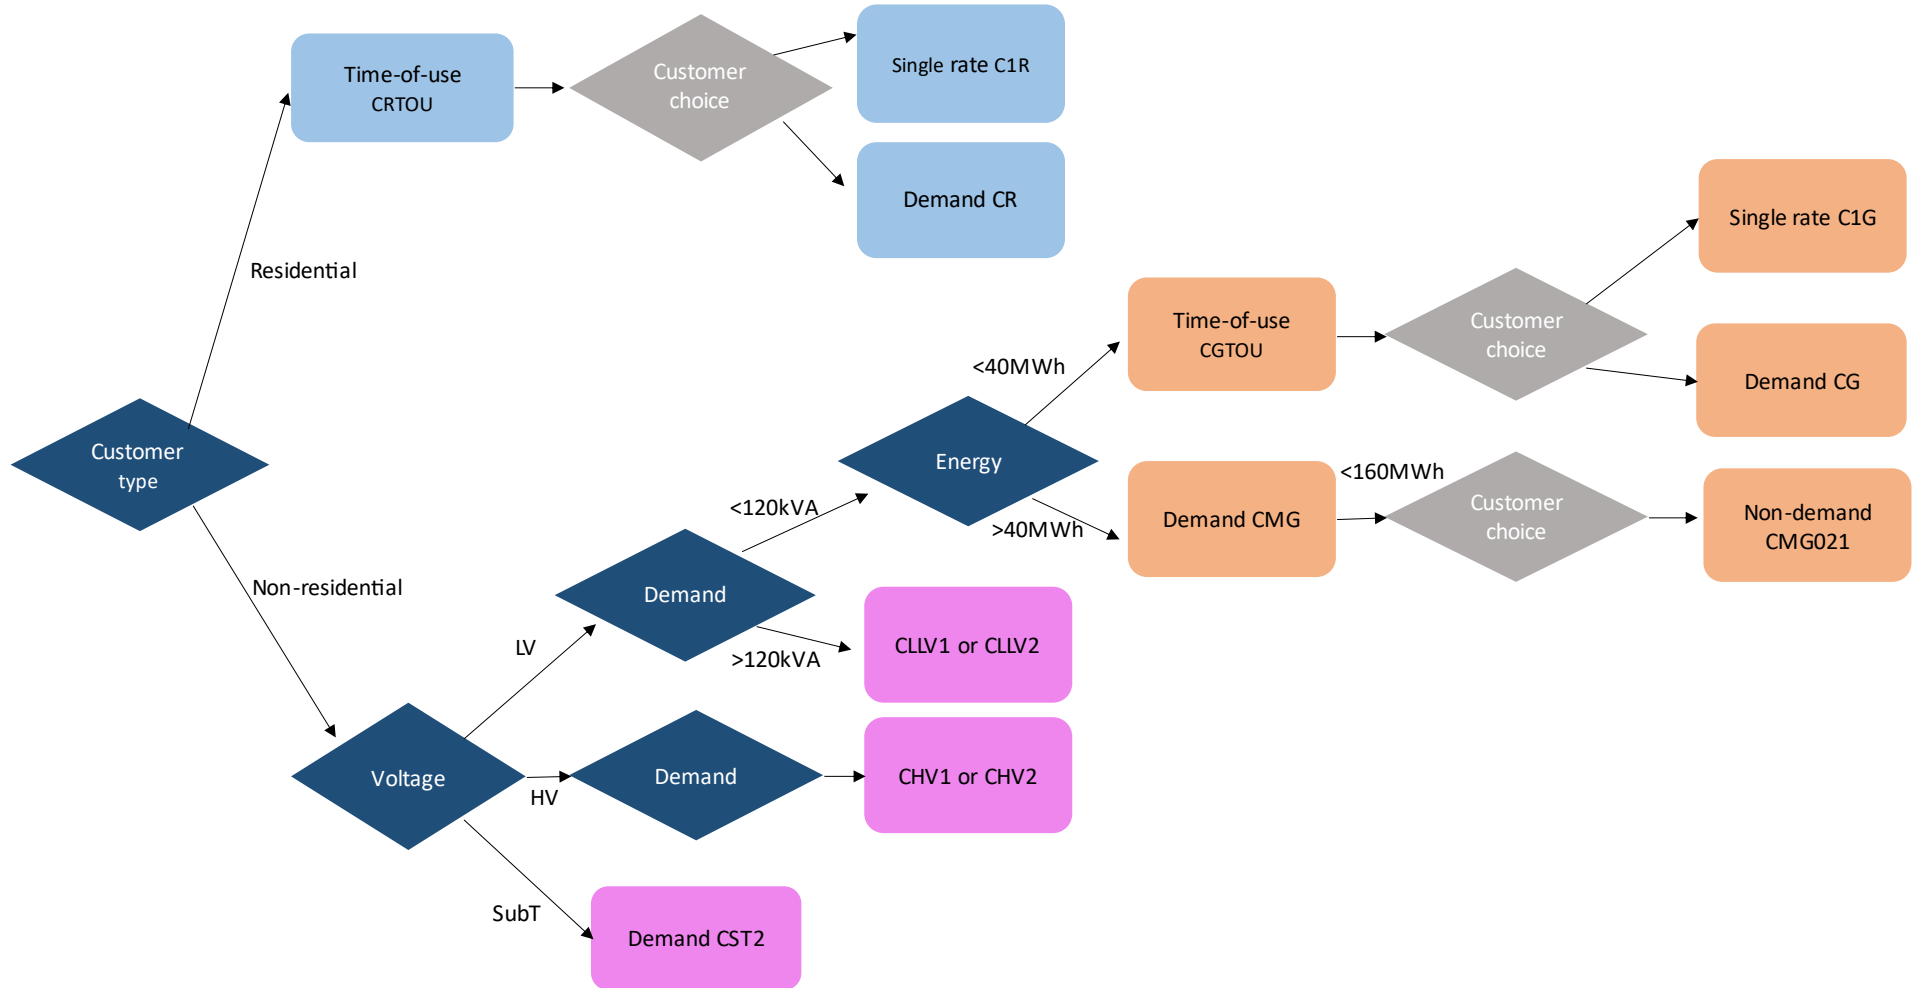 Time-of-use
CRTOU
Customer
choice
Single rate C1R
Demand CR
Residential
Single rate C1G
Time-of-use
CGTOU
Customer
choice
Demand CG
<40MWh
Customer
type
Energy
<120kVA
>40MWh
Demand CMG
<160MWh
Customer
choice
Non-demand
CMG021
Non-residential
Demand
LV
>120kVA
CLLV1 or CLLV2
Voltage
HV
Demand
CHV1 or CHV2
SubT
Demand CST2